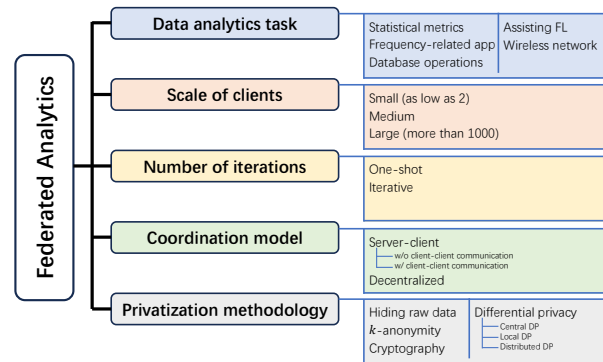 Federated Analytics
Data analytics task
Statistical metrics
Frequency-related app
Database operations
Assisting FL
Wireless network
Scale of clients
Small (as low as 2)
Medium
Large (more than 1000)
Number of iterations
One-shot
Iterative
Coordination model
Server-client
w/o client-client communication
w/ client-client communication
Decentralized
Privatization methodology
Hiding raw data
k-anonymity
Cryptography
Differential privacy
Central DP
Local DP
Distributed DP